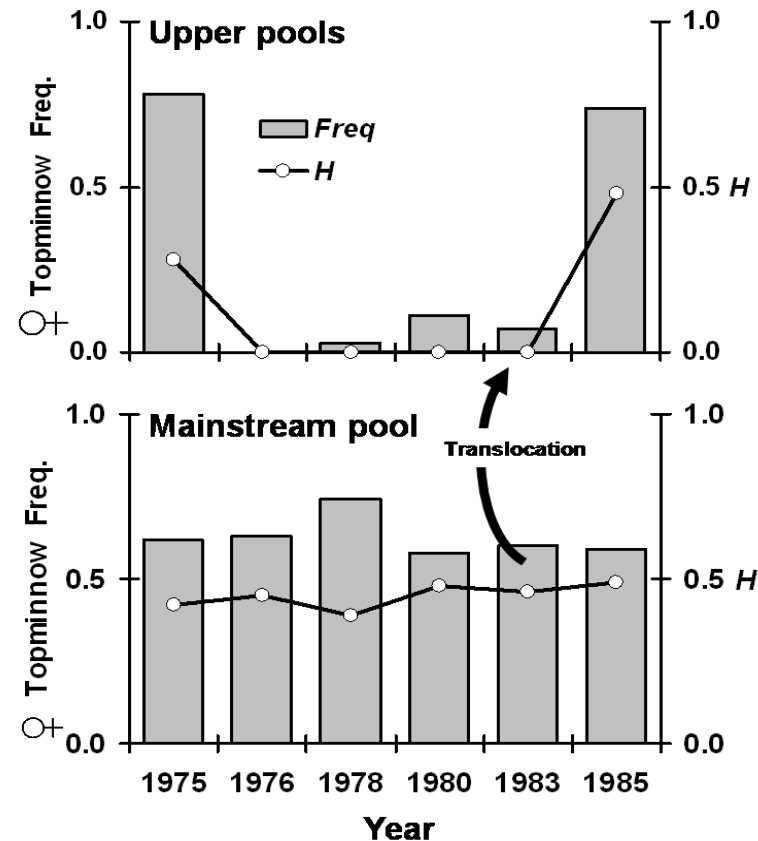 1.0 Upper pools 1.0
Freq
H
0.5 0.5 H
0.0 0.0
♀ Topminnow Freq.
1.0 Mainstream pool 1.0
Translocation
0.5 0.5 H
0.0 0.0
♀ Topminnow Freq.
1975 1976 1978 1980 1983 1985
Year